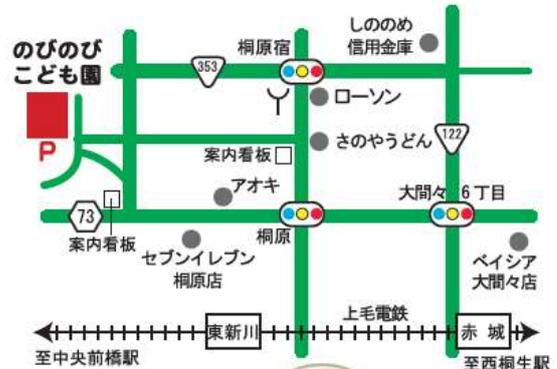 しののめ
信用金庫
桐原宿
のびのび
こども園
353
ローソン
P
さのやうどん
122
案内看板
アオキ
大間々 6丁目
73
案内看板
桐原
セブンイレブン
桐原店
ベイシア
大間々店
上毛電鉄
東新川
赤城
至中央前橋駅
至西桐生駅